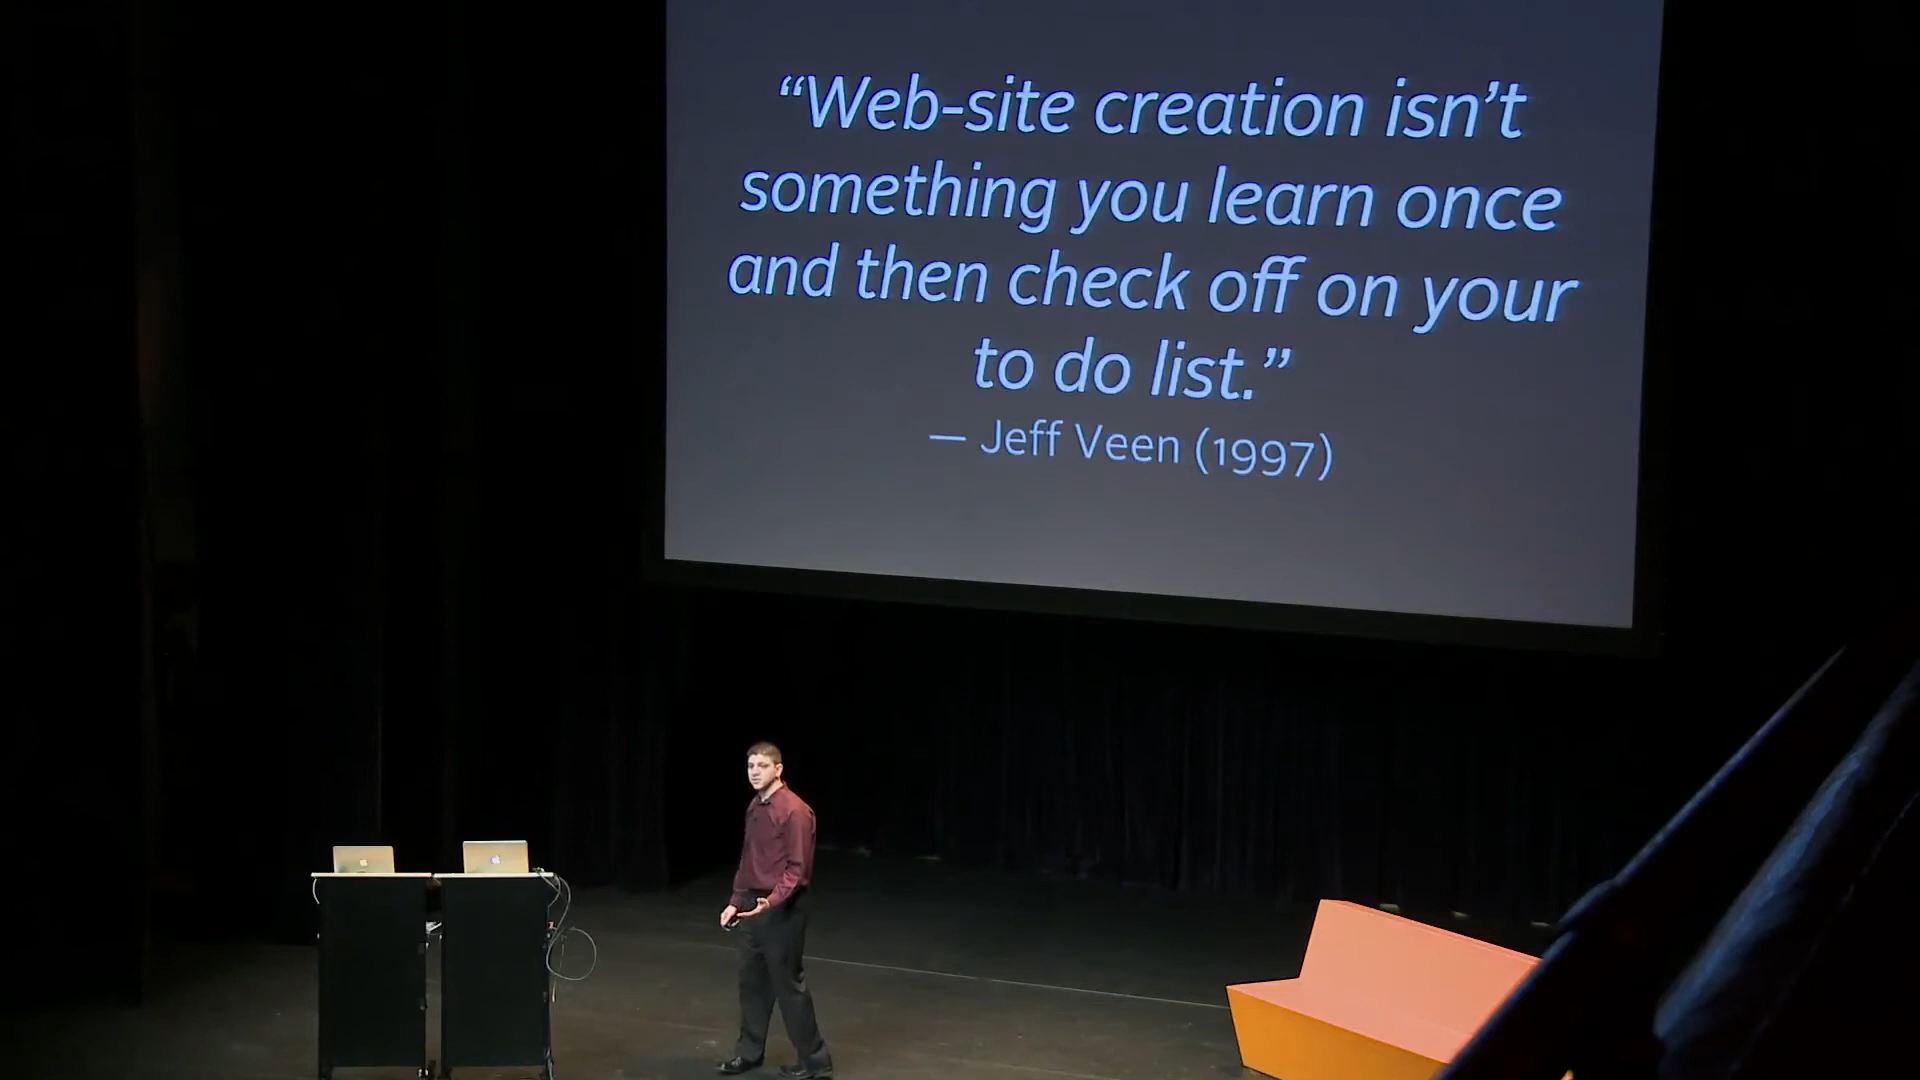 “Web-site creation isn’t
something you learn once
and then check off on your
to do list.”
— Jeff Veen (1997)